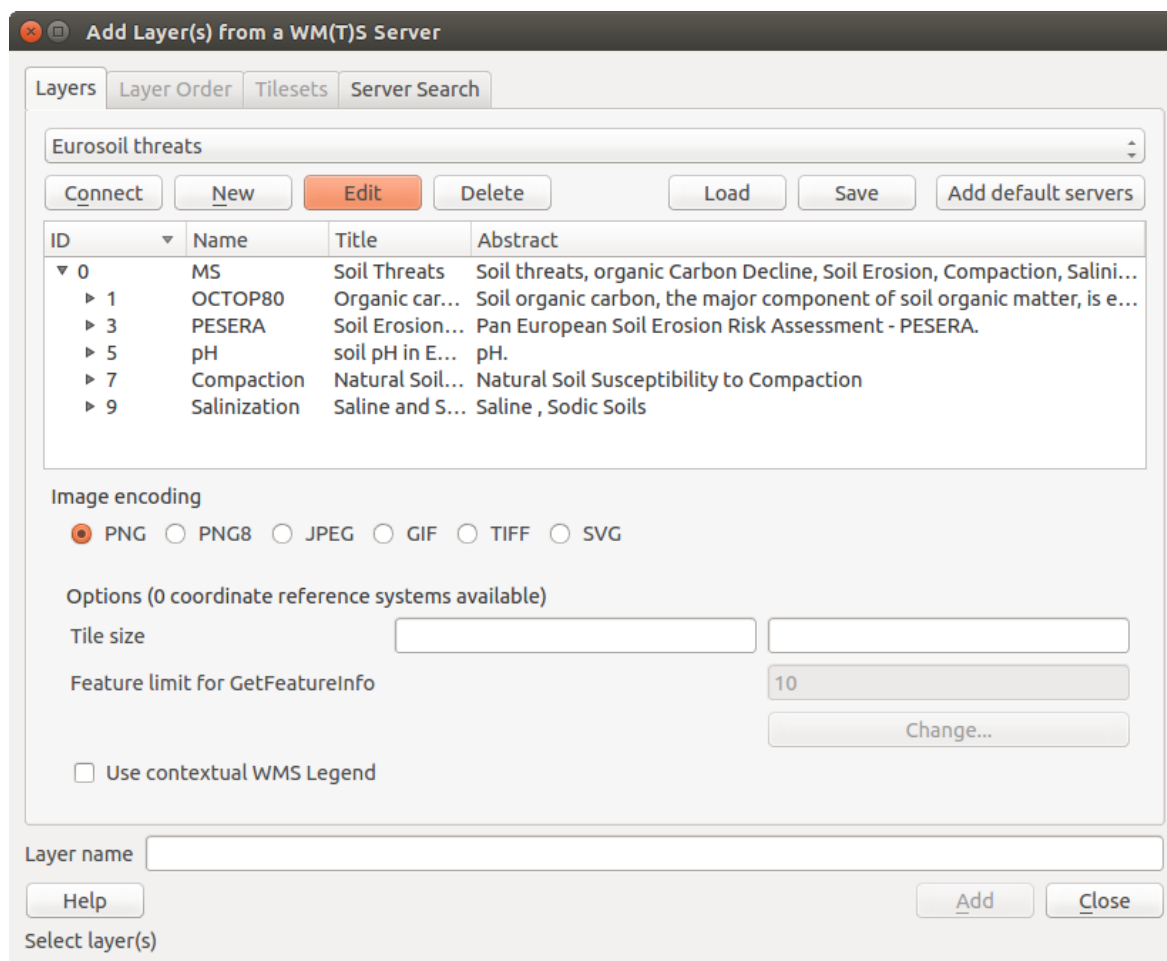 Add Layer(s) from a WM(T)S Server
Layers Layer Order Tilesets Server Search
Eurosoil threats
Connect New Edit Delete Load Save Add default servers
ID Name Title Abstract
0 MS Soil Threats Soil threats, organic Carbon Decline, Soil Erosion, Compaction, Salini...
1 OCTOP80 Organic car... Soil organic carbon, the major component of soil organic matter, is e...
3 PESERA Soil Erosion... Pan European Soil Erosion Risk Assessment - PESERA.
5 pH soil pH in E... pH.
7 Compaction Natural Soil... Natural Soil Susceptibility to Compaction
9 Salinization Saline and S... Saline , Sodic Soils
Image encoding
PNG PNG8 JPEG GIF TIFF SVG
Options (0 coordinate reference systems available)
Tile size
Feature limit for GetFeatureInfo 10
Change...
Use contextual WMS Legend
Layer name
Help Add Close
Select layer(s)